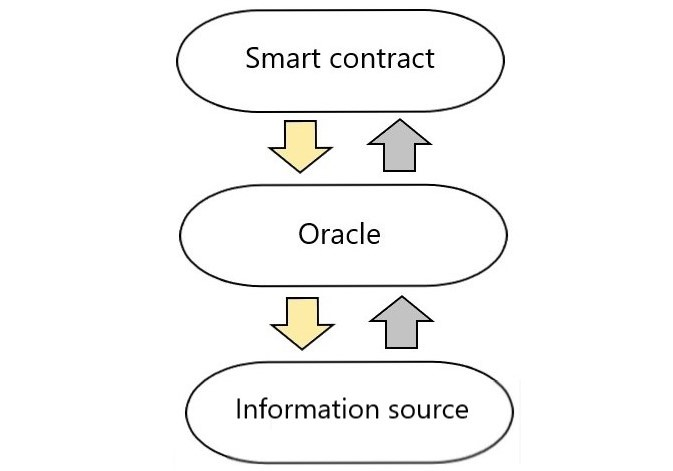 Smart contract
Oracle
Information source